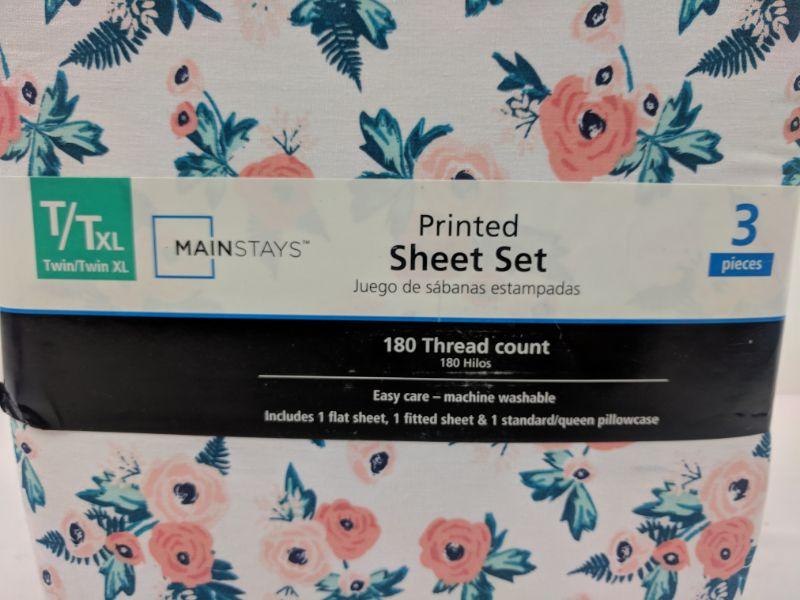 T/TXL
Twin/Twin XL
MAINSTAYS™
Printed
Sheet Set
Juego de sábanas estampadas
3
pieces
180 Thread count
180 Hilos
Easy care – machine washable
Includes 1 flat sheet, 1 fitted sheet & 1 standard/queen pillowcase